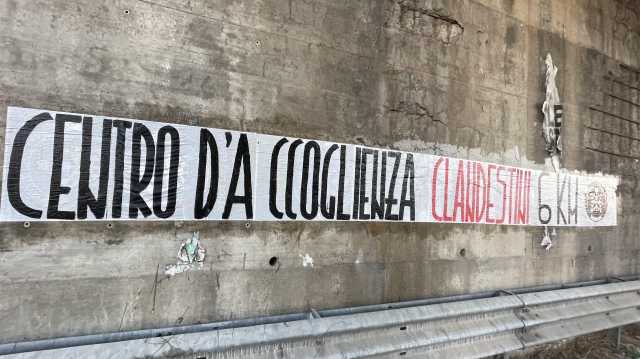 CENTRO D'A CCOGLIENZA CLANDESTINI 6 KM